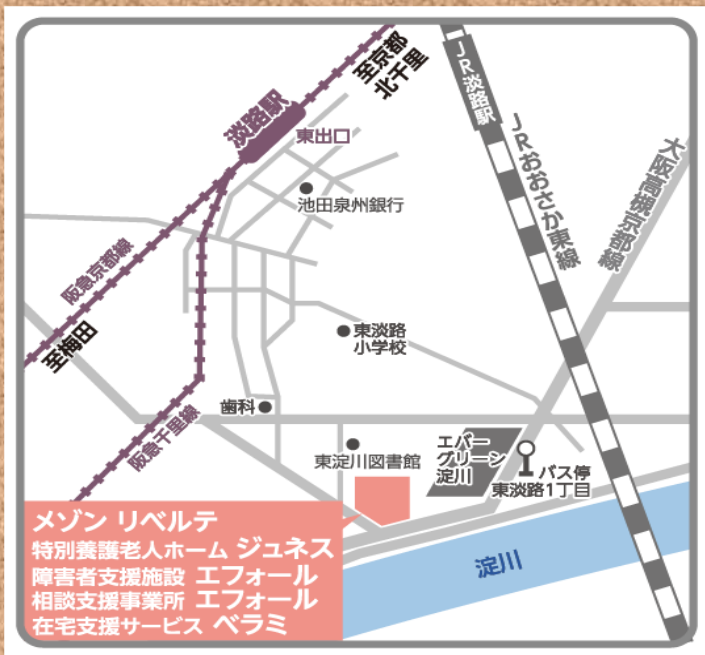 至京都
北千里
淡路駅
東出口
JR淡路駅
JRおおさか東線
大阪高槻京都線
池田泉州銀行
阪急京都線
至梅田
東淡路
小学校
歯科
阪急千里線
東淀川図書館
エバー
グリーン
淀川
バス停
東淡路1丁目
淀川
メゾン リベルテ
特別養護老人ホーム ジュネス
障害者支援施設 エフォール
相談支援事業所 エフォール
在宅支援サービス ベラミ